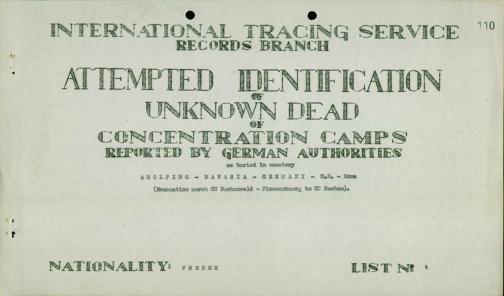 110
INTERNATIONAL TRACING SERVICE
RECORDS BRANCH
ATTEMPTED IDENTIFICATION
OF
UNKNOWN DEAD
OF
CONCENTRATION CAMPS
REPORTED BY GERMAN AUTHORITIES
as buried in cemetery
AHOLFING - BAVARIA - GERMANY - U.S. - Zone
(Evacuation march CC Buchenwald - Flossenbuerg to CC Dachau).
NATIONALITY: FRENCH
LIST Nº 1